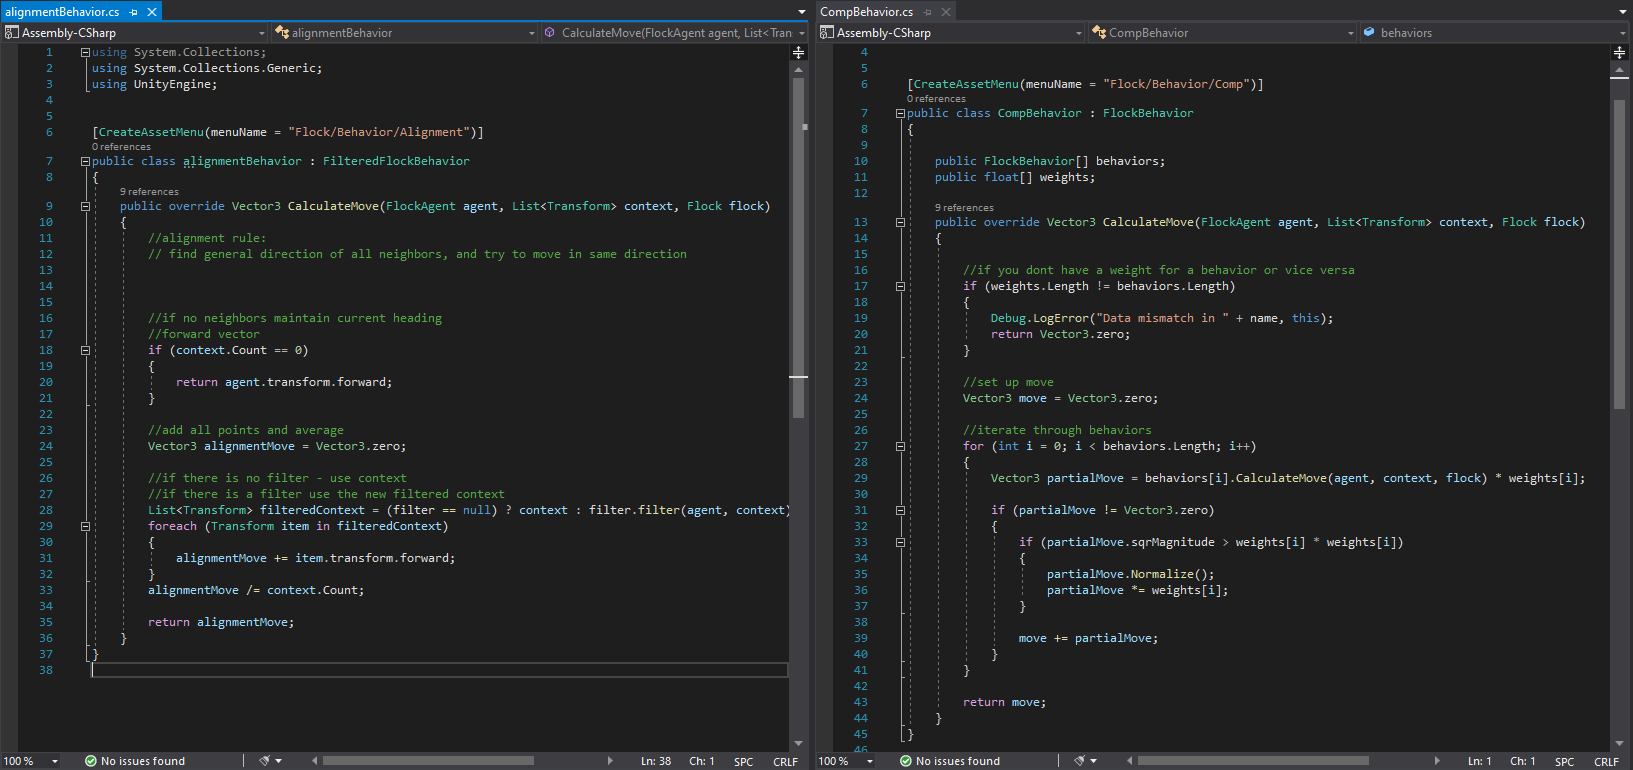 alignmentBehavior.cs
Assembly-CSharp
alignmentBehavior
CalculateMove(FlockAgent agent, List<Tran
1 using System.Collections;
2 using System.Collections.Generic;
3 using UnityEngine;
4
5
6 [CreateAssetMenu(menuName = "Flock/Behavior/Alignment")]
0 references
7 public class alignmentBehavior : FilteredFlockBehavior
8 {
9 references
9 public override Vector3 CalculateMove(FlockAgent agent, List<Transform> context, Flock flock)
10 {
11 //alignment rule:
12 // find general direction of all neighbors, and try to move in same direction
13
14
15
16 //if no neighbors maintain current heading
17 //forward vector
18 if (context.Count == 0)
19 {
20 return agent.transform.forward;
21 }
22
23 //add all points and average
24 Vector3 alignmentMove = Vector3.zero;
25
26 //if there is no filter - use context
27 //if there is a filter use the new filtered context
28 List<Transform> filteredContext = (filter == null) ? context : filter.filter(agent, context)
29 foreach (Transform item in filteredContext)
30 {
31 alignmentMove += item.transform.forward;
32 }
33 alignmentMove /= context.Count;
34
35 return alignmentMove;
36 }
37 }
38
100 %
No issues found
Ln: 38 Ch: 1 SPC CRLF
CompBehavior.cs
Assembly-CSharp
CompBehavior
behaviors
4
5
6 [CreateAssetMenu(menuName = "Flock/Behavior/Comp")]
0 references
7 public class CompBehavior : FlockBehavior
8 {
9
10 public FlockBehavior[] behaviors;
11 public float[] weights;
12
9 references
13 public override Vector3 CalculateMove(FlockAgent agent, List<Transform> context, Flock flock)
14 {
15
16 //if you dont have a weight for a behavior or vice versa
17 if (weights.Length != behaviors.Length)
18 {
19 Debug.LogError("Data mismatch in " + name, this);
20 return Vector3.zero;
21 }
22
23 //set up move
24 Vector3 move = Vector3.zero;
25
26 //iterate through behaviors
27 for (int i = 0; i < behaviors.Length; i++)
28 {
29 Vector3 partialMove = behaviors[i].CalculateMove(agent, context, flock) * weights[i];
30
31 if (partialMove != Vector3.zero)
32 {
33 if (partialMove.sqrMagnitude > weights[i] * weights[i])
34 {
35 partialMove.Normalize();
36 partialMove *= weights[i];
37 }
38
39 move += partialMove;
40 }
41 }
42
43 return move;
44 }
45 }
46
100 %
No issues found
Ln: 1 Ch: 1 SPC CRLF